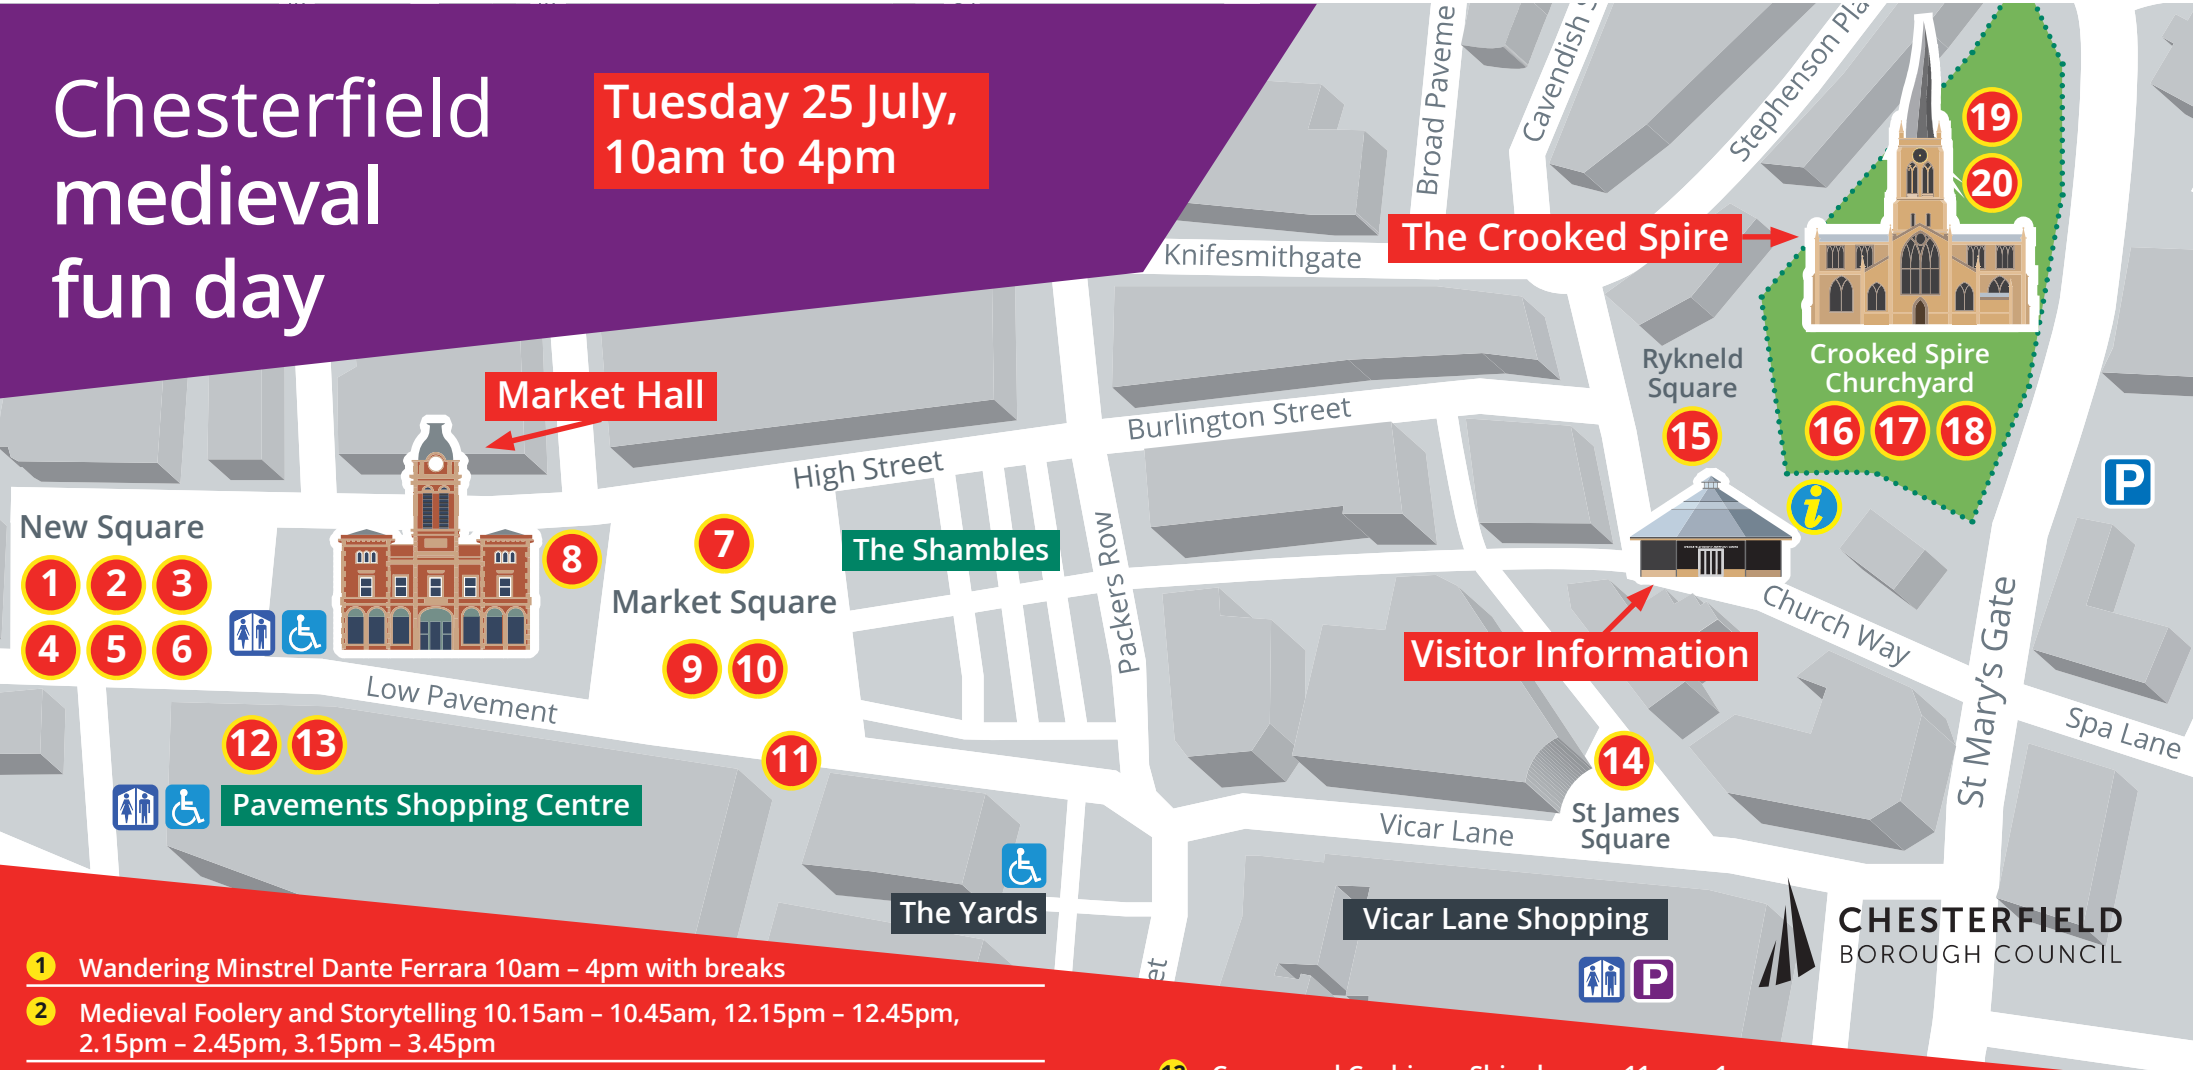 Chesterfield
medieval
fun day
Tuesday 25 July,
10am to 4pm
Broad Paveme
Cavendish
Stephenson Pla
19
20
The Crooked Spire
Knifesmithgate
Rykneld
Square
15
Crooked Spire
Churchyard
16 17 18
Market Hall
Burlington Street
High Street
P
New Square
1 2 3
4 5 6
8
7
Market Square
9 10
The Shambles
Packers Row
i
Church Way
Visitor Information
St Mary's Gate
Spa Lane
Low Pavement
12 13
11
14
St James
Square
Pavements Shopping Centre
Vicar Lane
The Yards
Vicar Lane Shopping
P
CHESTERFIELD
BOROUGH COUNCIL
et
1 Wandering Minstrel Dante Ferrara 10am – 4pm with breaks
2 Medieval Foolery and Storytelling 10.15am – 10.45am, 12.15pm – 12.45pm,
2.15pm – 2.45pm, 3.15pm – 3.45pm